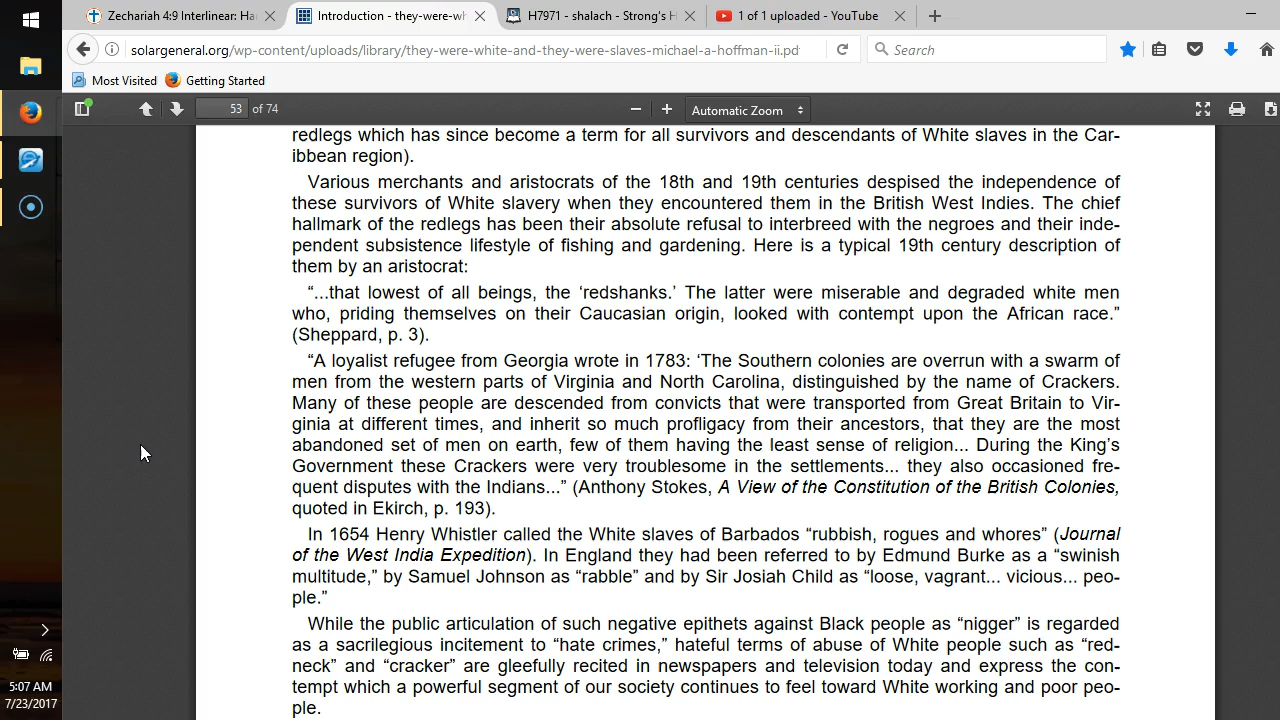 Zechariah 4:9 Interlinear: Ha
Introduction - they-were-wh
H7971 - shalach - Strong's H
1 of 1 uploaded - YouTube
solargeneral.org/wp-content/uploads/library/they-were-white-and-they-were-slaves-michael-a-hoffman-ii.pdf
Search
Most Visited
Getting Started
53 of 74
Automatic Zoom
redlegs which has since become a term for all survivors and descendants of White slaves in the Car-
ibbean region).
Various merchants and aristocrats of the 18th and 19th centuries despised the independence of
these survivors of White slavery when they encountered them in the British West Indies. The chief
hallmark of the redlegs has been their absolute refusal to interbreed with the negroes and their inde-
pendent subsistence lifestyle of fishing and gardening. Here is a typical 19th century description of
them by an aristocrat:
“...that lowest of all beings, the ‘redshanks.’ The latter were miserable and degraded white men
who, priding themselves on their Caucasian origin, looked with contempt upon the African race.”
(Sheppard, p. 3).
“A loyalist refugee from Georgia wrote in 1783: ‘The Southern colonies are overrun with a swarm of
men from the western parts of Virginia and North Carolina, distinguished by the name of Crackers.
Many of these people are descended from convicts that were transported from Great Britain to Vir-
ginia at different times, and inherit so much profligacy from their ancestors, that they are the most
abandoned set of men on earth, few of them having the least sense of religion... During the King’s
Government these Crackers were very troublesome in the settlements... they also occasioned fre-
quent disputes with the Indians...” (Anthony Stokes, A View of the Constitution of the British Colonies,
quoted in Ekirch, p. 193).
In 1654 Henry Whistler called the White slaves of Barbados “rubbish, rogues and whores” (Journal
of the West India Expedition). In England they had been referred to by Edmund Burke as a “swinish
multitude,” by Samuel Johnson as “rabble” and by Sir Josiah Child as “loose, vagrant... vicious... peo-
ple.”
While the public articulation of such negative epithets against Black people as “nigger” is regarded
as a sacrilegious incitement to “hate crimes,” hateful terms of abuse of White people such as “red-
neck” and “cracker” are gleefully recited in newspapers and television today and express the con-
tempt which a powerful segment of our society continues to feel toward White working and poor peo-
ple.
5:07 AM
7/23/2017